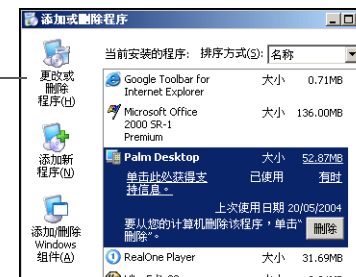 添加或删除程序
更改或
删除
程序(H)
添加新
程序(N)
添加/删除
Windows
组件(A)
当前安装的程序: 排序方式(S): 名称
Google Toolbar for
Internet Explorer
大小 0.71MB
Microsoft Office
2000 SR-1
Premium
大小 136.00MB
Palm Desktop 大小 52.87MB
单击此处获得支
持信息。
已使用 有时
上次使用日期 20/05/2004
要从您的计算机删除该程序，单击“
删除”。
删除
RealOne Player 大小 31.69MB